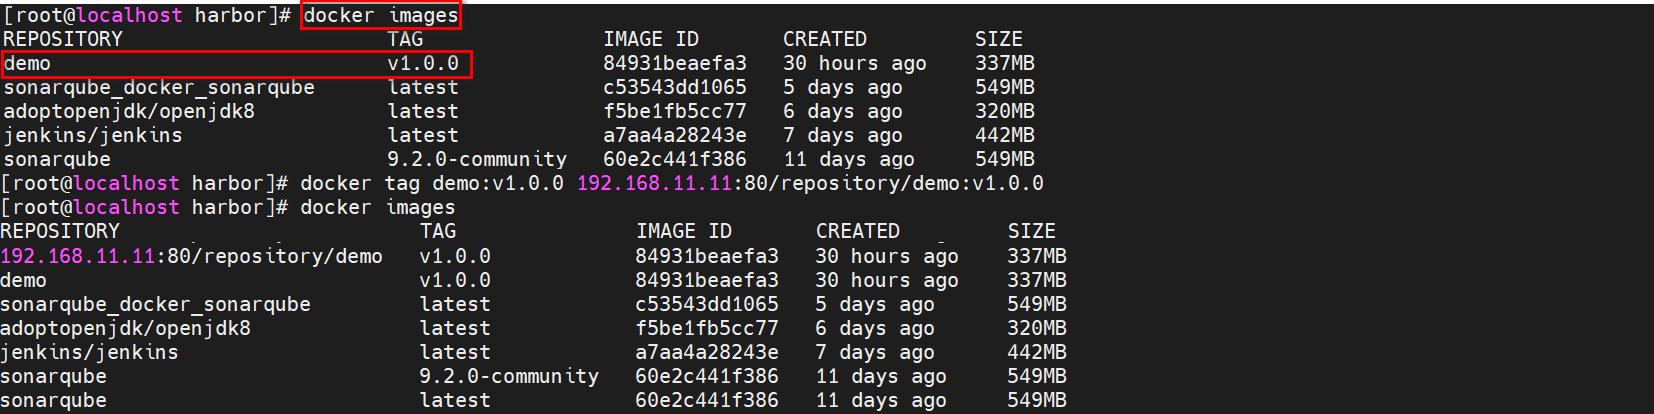 [root@localhost harbor]# docker images
REPOSITORY TAG IMAGE ID CREATED SIZE
demo v1.0.0 84931beaefa3 30 hours ago 337MB
sonarqube_docker_sonarqube latest c53543dd1065 5 days ago 549MB
adoptopenjdk/openjdk8 latest f5be1fb5cc77 6 days ago 320MB
jenkins/jenkins latest a7aa4a28243e 7 days ago 442MB
sonarqube 9.2.0-community 60e2c441f386 11 days ago 549MB
[root@localhost harbor]# docker tag demo:v1.0.0 192.168.11.11:80/repository/demo:v1.0.0
[root@localhost harbor]# docker images
REPOSITORY TAG IMAGE ID CREATED SIZE
192.168.11.11:80/repository/demo v1.0.0 84931beaefa3 30 hours ago 337MB
demo v1.0.0 84931beaefa3 30 hours ago 337MB
sonarqube_docker_sonarqube latest c53543dd1065 5 days ago 549MB
adoptopenjdk/openjdk8 latest f5be1fb5cc77 6 days ago 320MB
jenkins/jenkins latest a7aa4a28243e 7 days ago 442MB
sonarqube 9.2.0-community 60e2c441f386 11 days ago 549MB
sonarqube latest 60e2c441f386 11 days ago 549MB